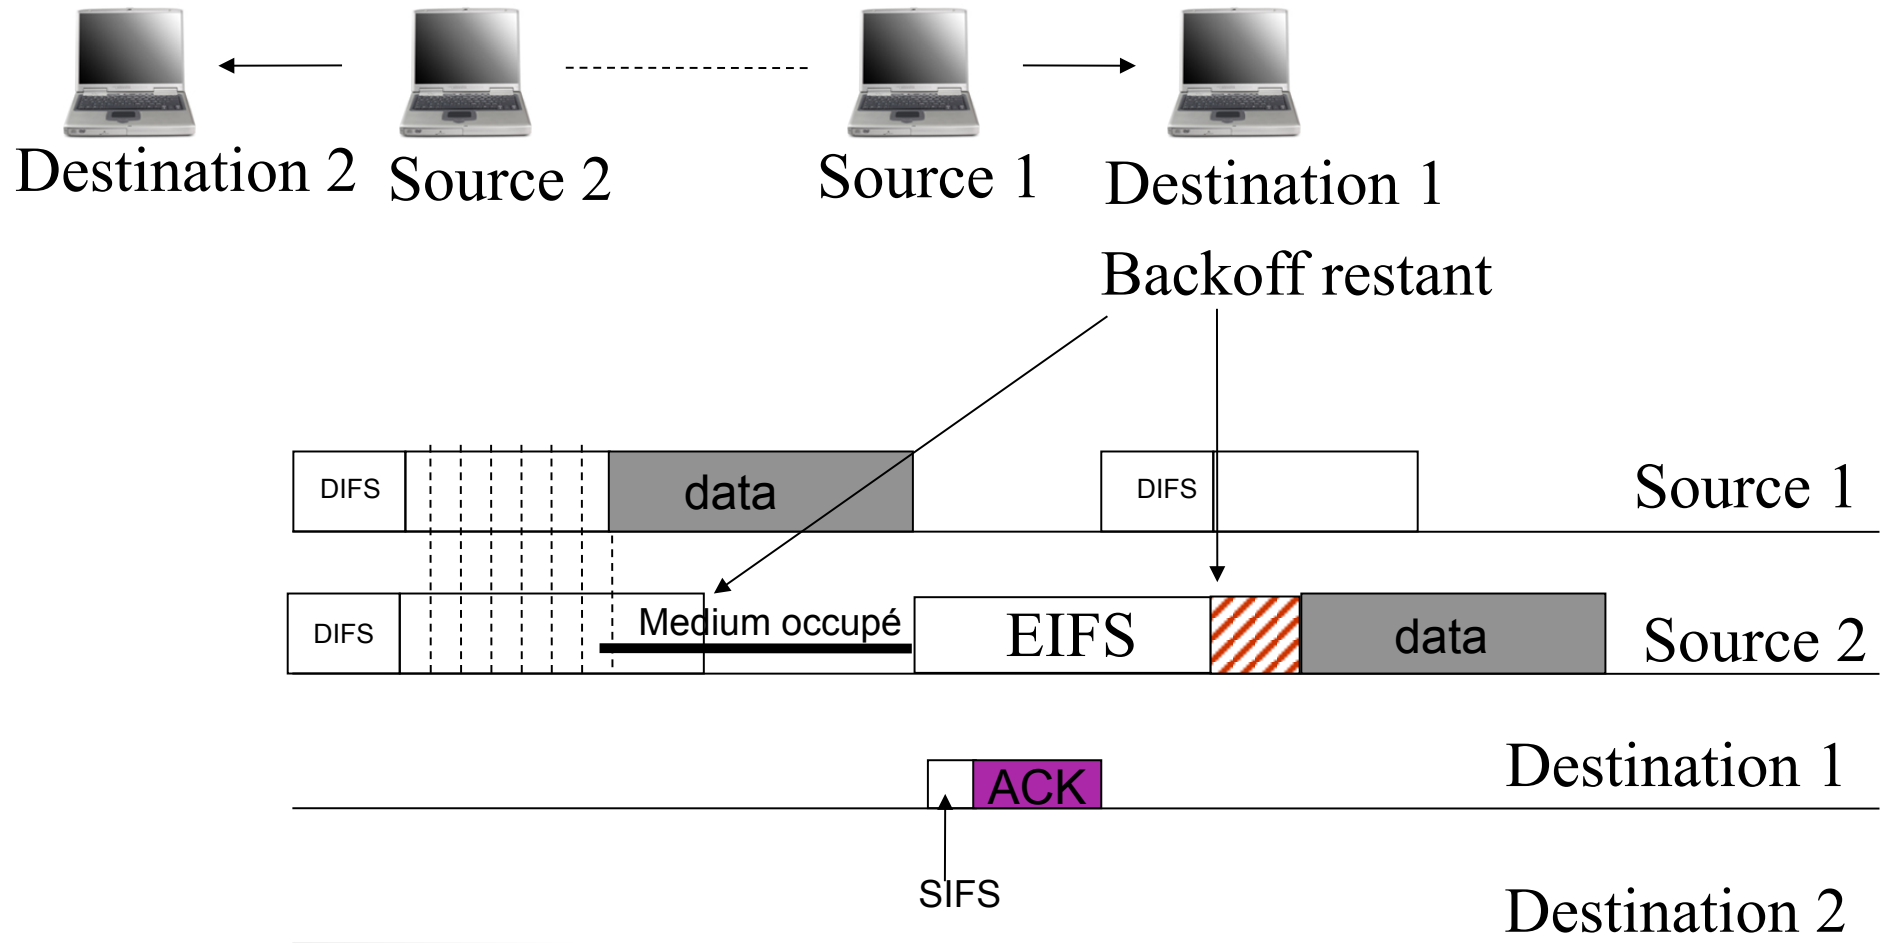 Destination 2
Source 2
Source 1
Destination 1
Backoff restant
DIFS
data
DIFS
Source 1
DIFS
Medium occupé
EIFS
data
Source 2
ACK
Destination 1
SIFS
Destination 2